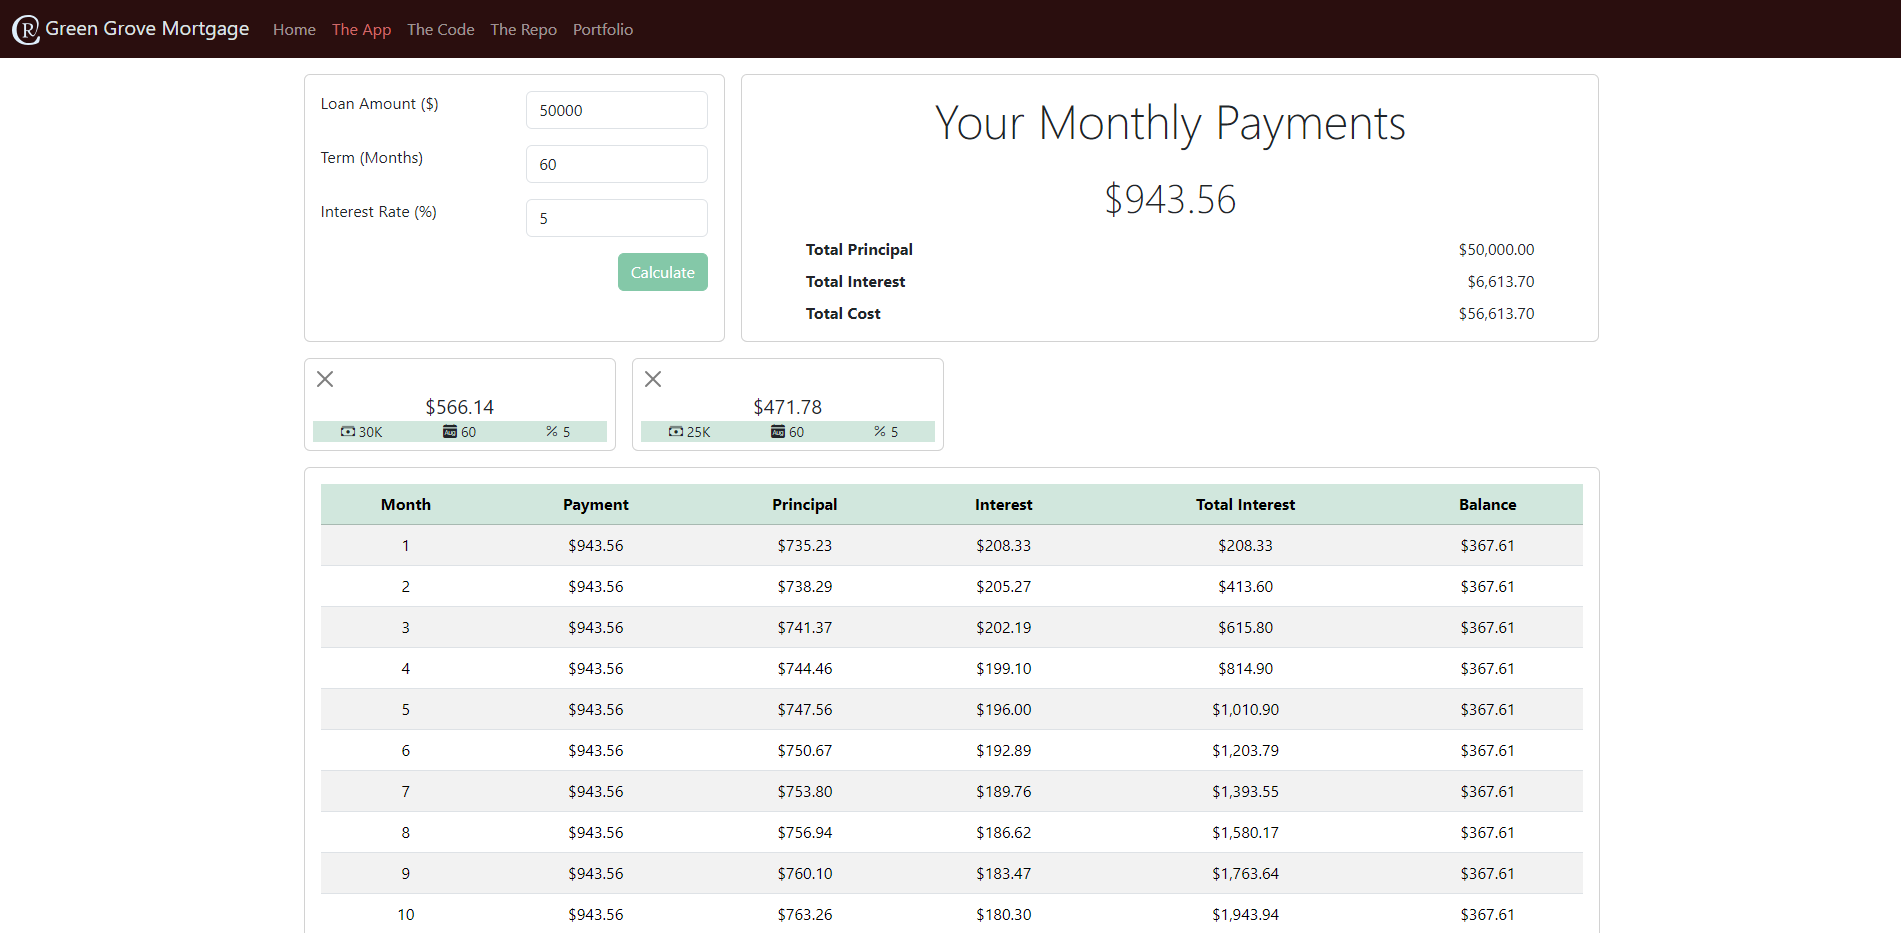 R Green Grove Mortgage Home The App The Code The Repo Portfolio
Loan Amount ($) 50000
Term (Months) 60
Interest Rate (%) 5
Calculate
Your Monthly Payments
$943.56
Total Principal $50,000.00
Total Interest $6,613.70
Total Cost $56,613.70
$566.14
30K Aug 60 % 5
$471.78
25K Aug 60 % 5
Month Payment Principal Interest Total Interest Balance
1 $943.56 $735.23 $208.33 $208.33 $367.61
2 $943.56 $738.29 $205.27 $413.60 $367.61
3 $943.56 $741.37 $202.19 $615.80 $367.61
4 $943.56 $744.46 $199.10 $814.90 $367.61
5 $943.56 $747.56 $196.00 $1,010.90 $367.61
6 $943.56 $750.67 $192.89 $1,203.79 $367.61
7 $943.56 $753.80 $189.76 $1,393.55 $367.61
8 $943.56 $756.94 $186.62 $1,580.17 $367.61
9 $943.56 $760.10 $183.47 $1,763.64 $367.61
10 $943.56 $763.26 $180.30 $1,943.94 $367.61